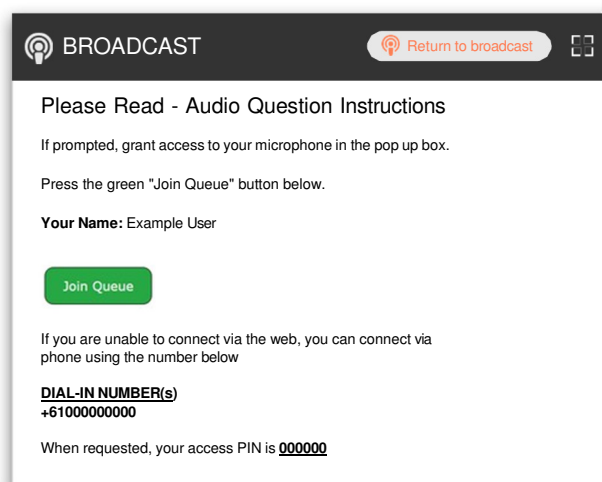 BROADCAST
Return to broadcast
Please Read - Audio Question Instructions
If prompted, grant access to your microphone in the pop up box.
Press the green "Join Queue" button below.
Your Name: Example User
Join Queue
If you are unable to connect via the web, you can connect via
phone using the number below
DIAL-IN NUMBER(s)
+61000000000
When requested, your access PIN is 000000